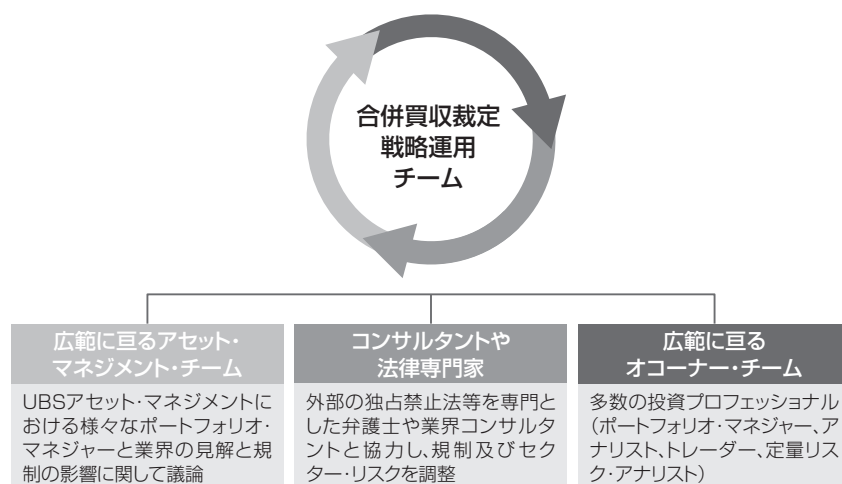 合併買収裁定
戦略運用
チーム
広範に亘るアセット・
マネジメント・チーム
UBSアセット・マネジメントに
おける様々なポートフォリオ・
マネジャーと業界の見解と規
制の影響に関して議論
コンサルタントや
法律専門家
外部の独占禁止法等を専門と
した弁護士や業界コンサルタ
ントと協力し、規制及びセク
ター・リスクを調整
広範に亘る
オコーナー・チーム
多数の投資プロフェッショナル
(ポートフォリオ・マネジャー、ア
ナリスト、トレーダー、定量リス
ク・アナリスト)